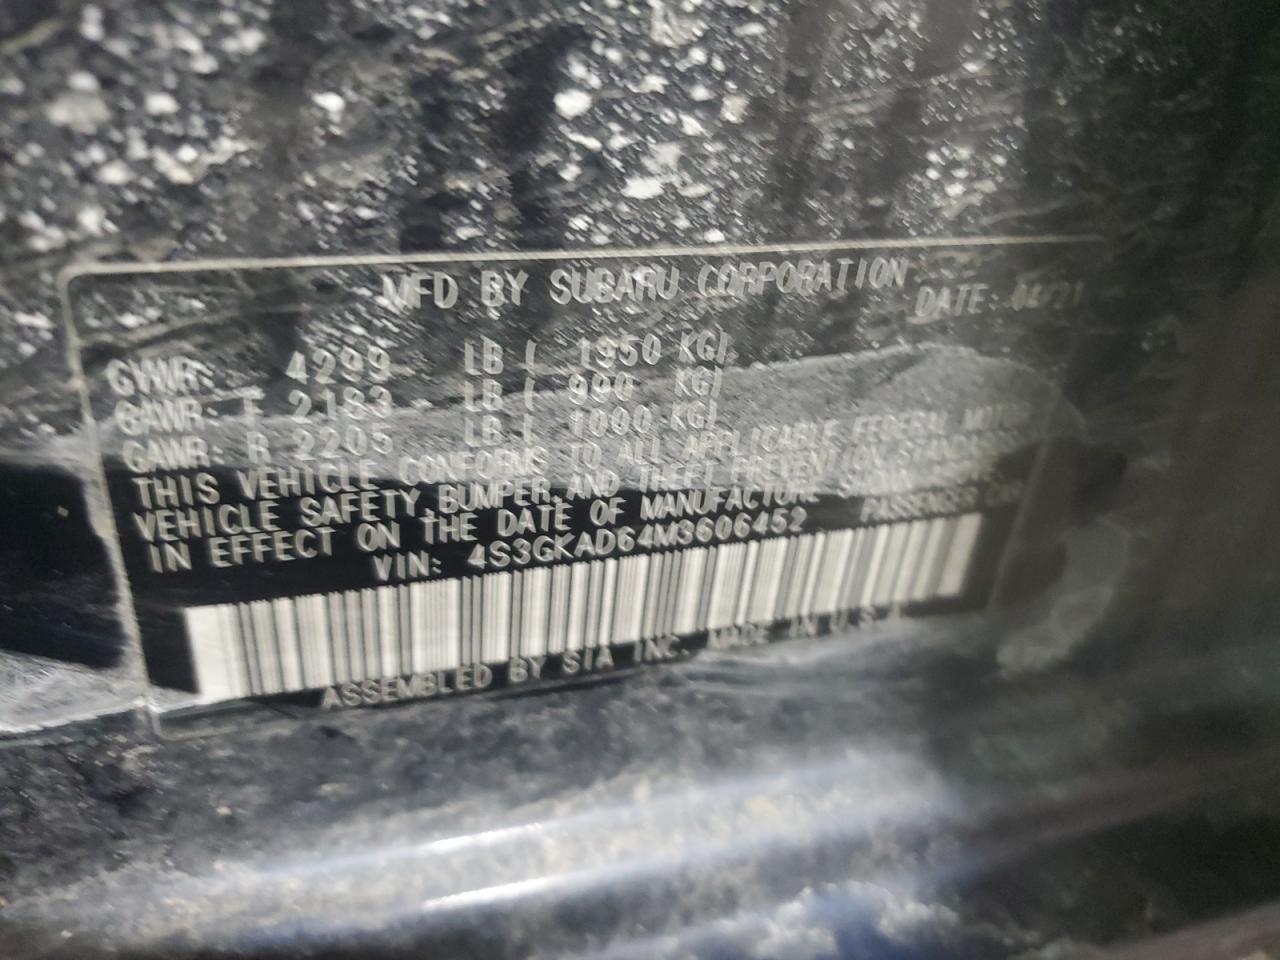 MFD BY SUBARU CORPORATION
DATE: 04/21
GVWR: 4299 LB ( 1950 KG)
GAWR: F 2183 LB ( 990 KG)
GAWR: R 2205 LB ( 1000 KG)
THIS VEHICLE CONFORMS TO ALL APPLICABLE FEDERAL MOTOR
VEHICLE SAFETY, BUMPER, AND THEFT PREVENTION STANDARDS
IN EFFECT ON THE DATE OF MANUFACTURE SHOWN ABOVE.
VIN: 4S3GKAD64M3606452 PASSENGER CAR
ASSEMBLED BY SIA INC. MADE IN U.S.A